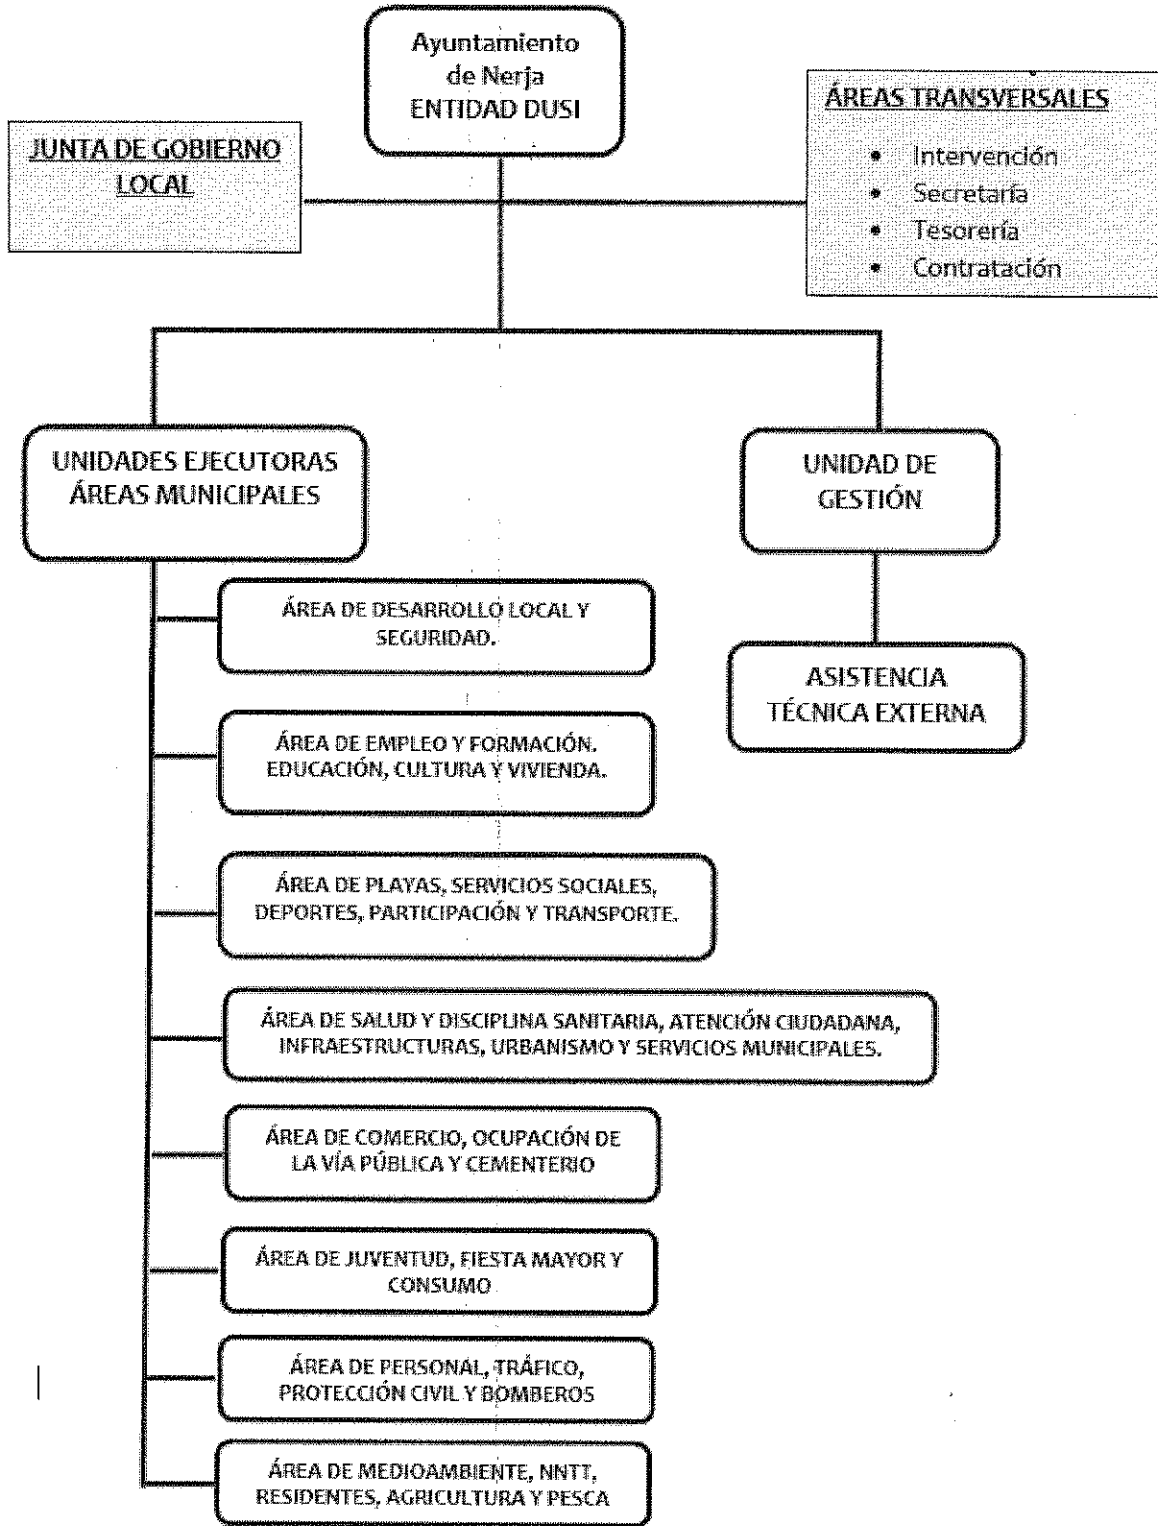 Ayuntamiento
de Nerja
ENTIDAD DUSI
JUNTA DE GOBIERNO
LOCAL
ÁREAS TRANSVERSALES
• Intervención
• Secretaría
• Tesorería
• Contratación
UNIDADES EJECUTORAS
ÁREAS MUNICIPALES
UNIDAD DE
GESTIÓN
ASISTENCIA
TÉCNICA EXTERNA
ÁREA DE DESARROLLO LOCAL Y
SEGURIDAD.
ÁREA DE EMPLEO Y FORMACIÓN.
EDUCACIÓN, CULTURA Y VIVIENDA.
ÁREA DE PLAYAS, SERVICIOS SOCIALES,
DEPORTES, PARTICIPACIÓN Y TRANSPORTE.
ÁREA DE SALUD Y DISCIPLINA SANITARIA, ATENCIÓN CIUDADANA,
INFRAESTRUCTURAS, URBANISMO Y SERVICIOS MUNICIPALES.
ÁREA DE COMERCIO, OCUPACIÓN DE
LA VÍA PÚBLICA Y CEMENTERIO
ÁREA DE JUVENTUD, FIESTA MAYOR Y
CONSUMO
ÁREA DE PERSONAL, TRÁFICO,
PROTECCIÓN CIVIL Y BOMBEROS
ÁREA DE MEDIOAMBIENTE, NNTT,
RESIDENTES, AGRICULTURA Y PESCA